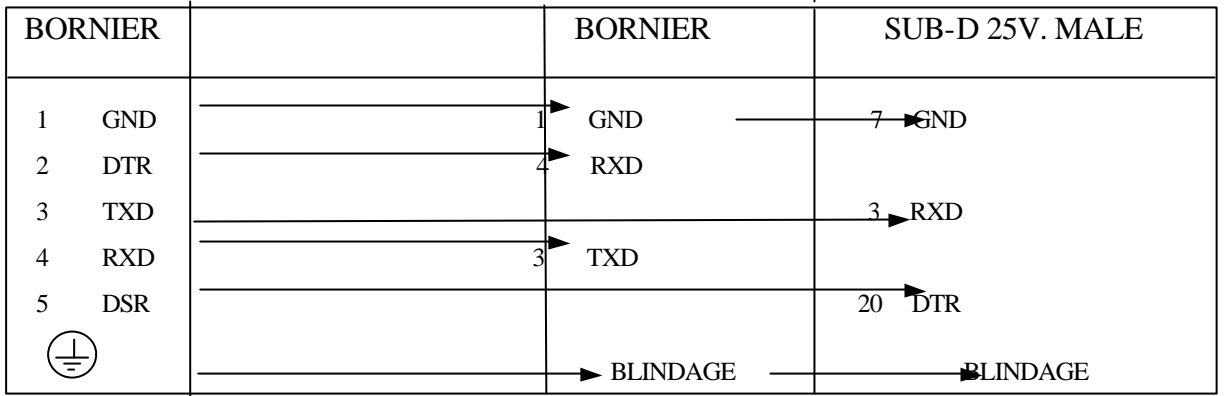 BORNIER BORNIER SUB-D 25V. MALE
1 GND 1 GND 7 GND
2 DTR 4 RXD
3 TXD 3 RXD
4 RXD 3 TXD
5 DSR 20 DTR
BLINDAGE BLINDAGE